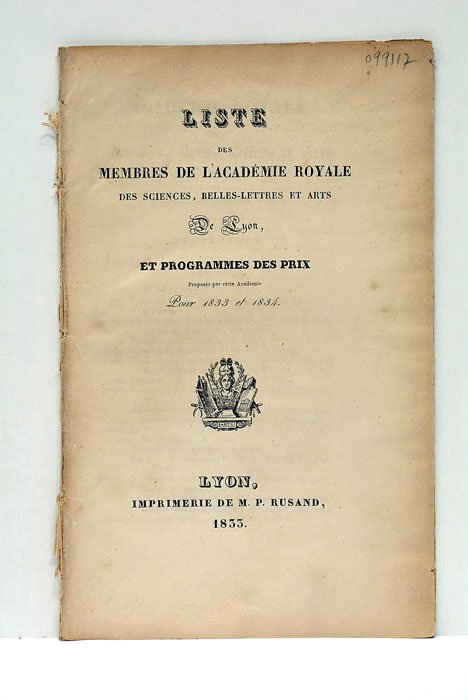 099117
LISTE
DES
MEMBRES DE L'ACADÉMIE ROYALE
DES SCIENCES, BELLES-LETTRES ET ARTS
De Lyon,
ET PROGRAMMES DES PRIX
Proposés par cette Académie
Pour 1833 et 1834.
ARTS
LYON,
IMPRIMERIE DE M. P. RUSAND,
1833.